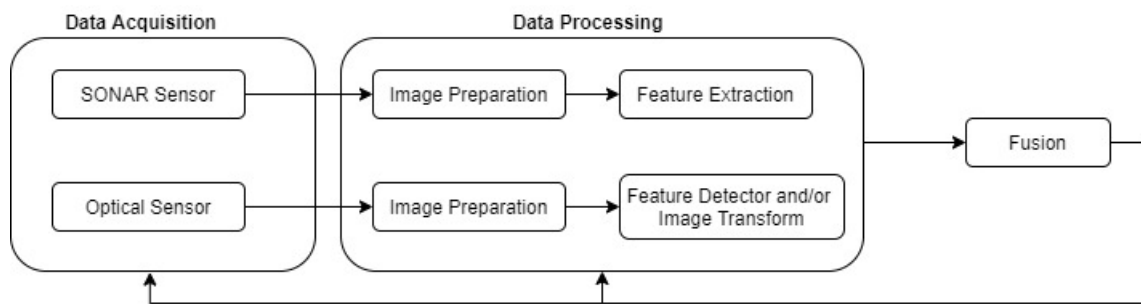 Data Acquisition
Data Processing
SONAR Sensor
Image Preparation
Feature Extraction
Fusion
Optical Sensor
Image Preparation
Feature Detector and/or
Image Transform